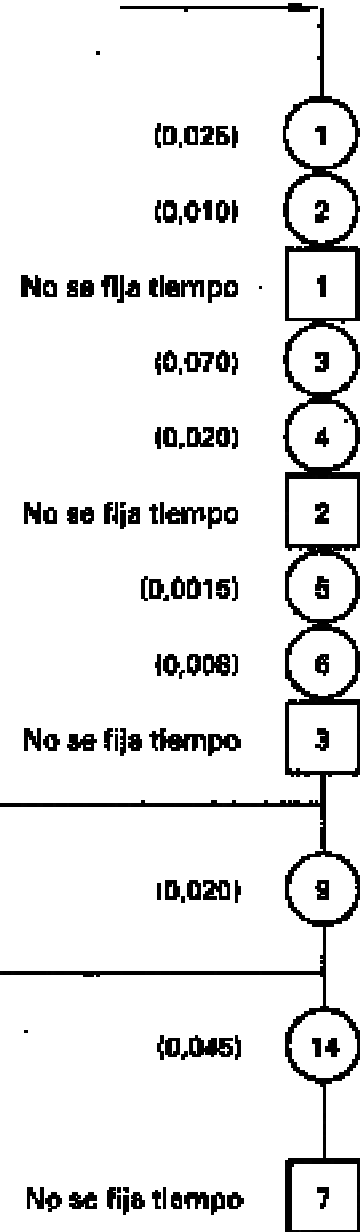 (0,025) 1
(0,010) 2
No se fija tiempo 1
(0,070) 3
(0,020) 4
No se fija tiempo 2
(0,0015) 5
(0,008) 6
No se fija tiempo 3
(0,020) 9
(0,045) 14
No se fija tiempo 7